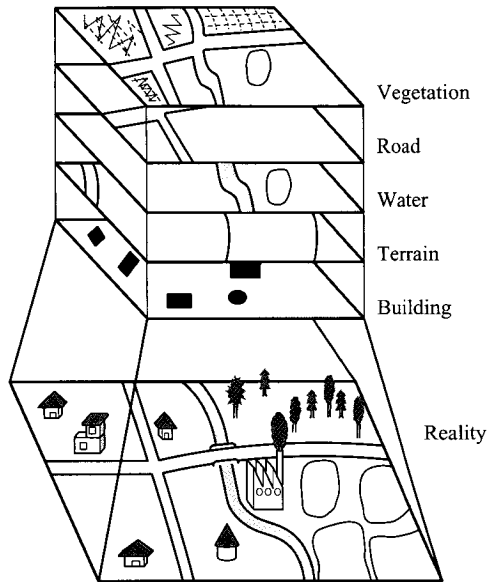 Vegetation
Road
Water
Terrain
Building
Reality